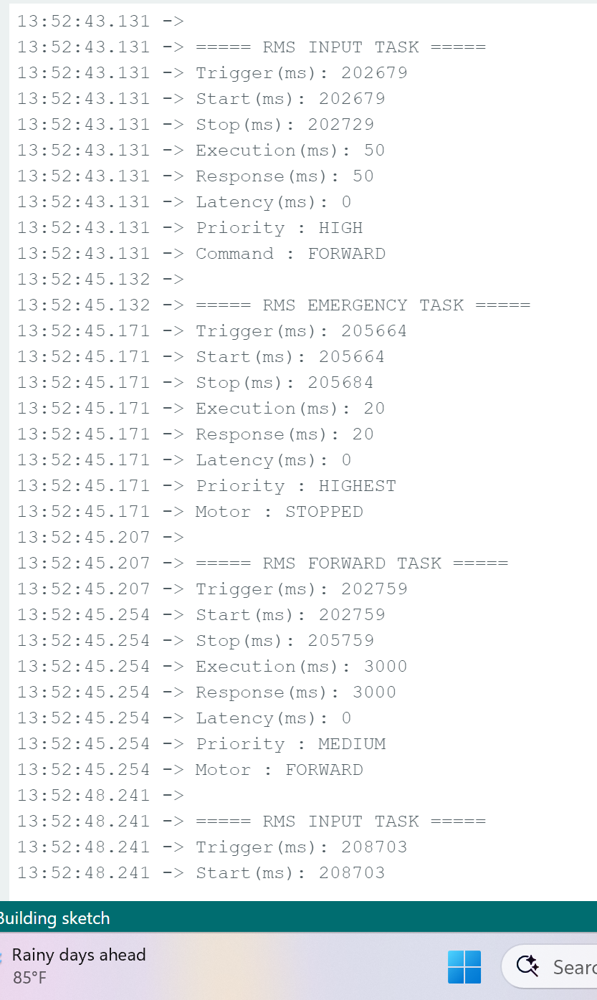 13:52:43.131 ->
13:52:43.131 -> ===== RMS INPUT TASK =====
13:52:43.131 -> Trigger(ms): 202679
13:52:43.131 -> Start(ms): 202679
13:52:43.131 -> Stop(ms): 202729
13:52:43.131 -> Execution(ms): 50
13:52:43.131 -> Response(ms): 50
13:52:43.131 -> Latency(ms): 0
13:52:43.131 -> Priority : HIGH
13:52:43.131 -> Command : FORWARD
13:52:45.132 ->
13:52:45.132 -> ===== RMS EMERGENCY TASK =====
13:52:45.171 -> Trigger(ms): 205664
13:52:45.171 -> Start(ms): 205664
13:52:45.171 -> Stop(ms): 205684
13:52:45.171 -> Execution(ms): 20
13:52:45.171 -> Response(ms): 20
13:52:45.171 -> Latency(ms): 0
13:52:45.171 -> Priority : HIGHEST
13:52:45.171 -> Motor : STOPPED
13:52:45.207 ->
13:52:45.207 -> ===== RMS FORWARD TASK =====
13:52:45.207 -> Trigger(ms): 202759
13:52:45.254 -> Start(ms): 202759
13:52:45.254 -> Stop(ms): 205759
13:52:45.254 -> Execution(ms): 3000
13:52:45.254 -> Response(ms): 3000
13:52:45.254 -> Latency(ms): 0
13:52:45.254 -> Priority : MEDIUM
13:52:45.254 -> Motor : FORWARD
13:52:48.241 ->
13:52:48.241 -> ===== RMS INPUT TASK =====
13:52:48.241 -> Trigger(ms): 208703
13:52:48.241 -> Start(ms): 208703
Building sketch
Rainy days ahead
85°F
Searc